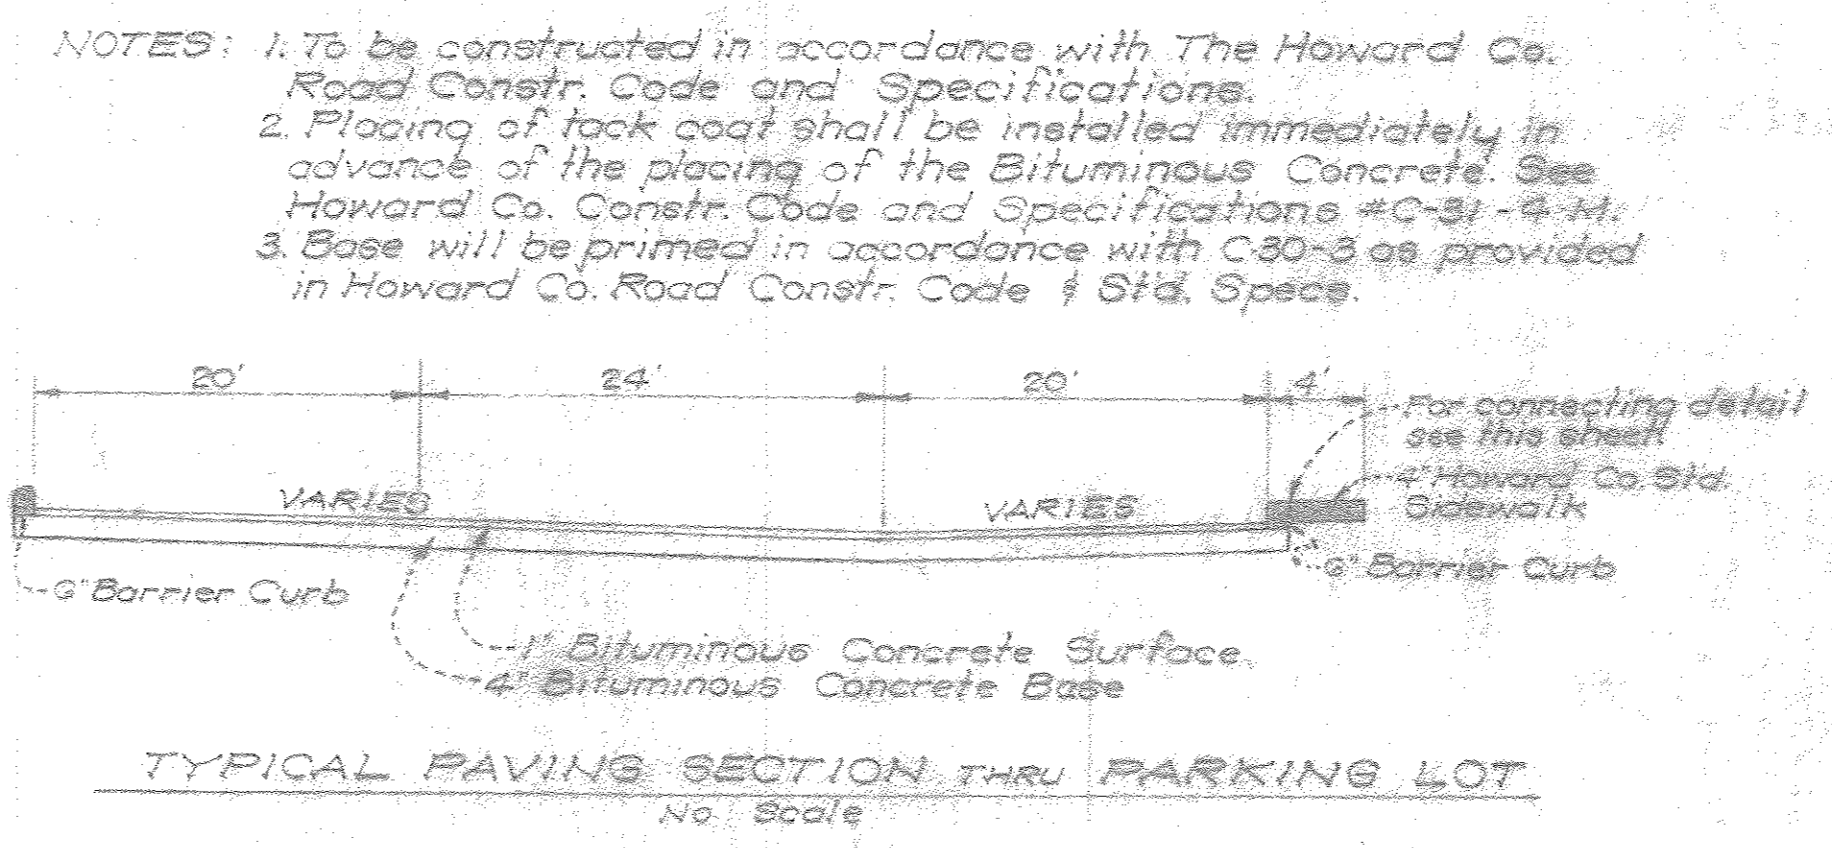 NOTES: 1. To be constructed in accordance with The Howard Co.
Road Constr. Code and Specifications.
2. Placing of tack coat shall be installed immediately in
advance of the placing of the Bituminous Concrete. See
Howard Co. Constr. Code and Specifications #C-31-4-M.
3. Base will be primed in accordance with C-30-3 as provided
in Howard Co. Road Constr. Code & Std. Specs.
20' 24' 20' 4'
For connecting detail
see this sheet
4" Howard Co. Std.
Sidewalk
VARIES VARIES
6" Barrier Curb
6" Barrier Curb
1" Bituminous Concrete Surface.
4" Bituminous Concrete Base
TYPICAL PAVING SECTION THRU PARKING LOT
No Scale